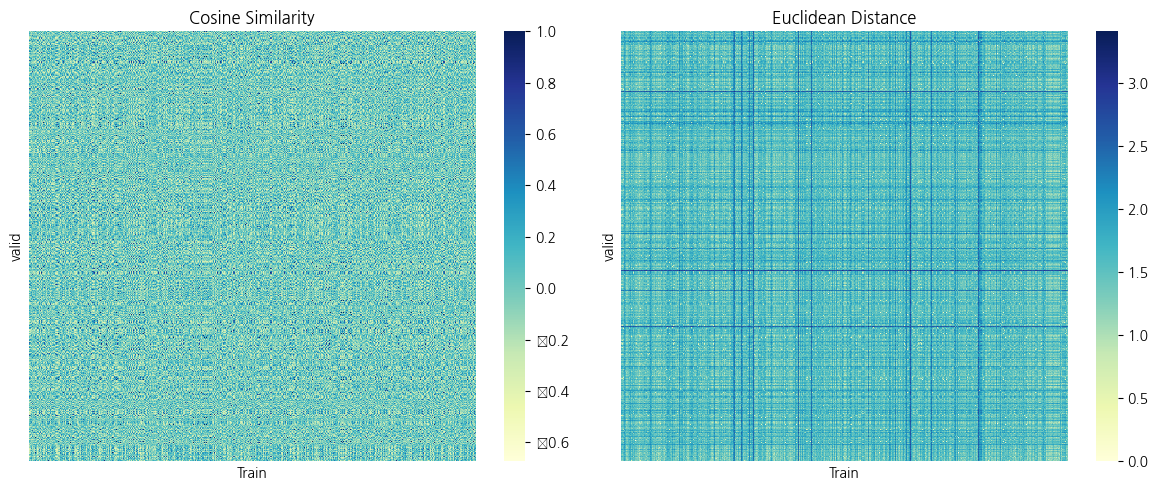 Cosine Similarity
valid
Train
1.0
0.8
0.6
0.4
0.2
0.0
▯0.2
▯0.4
▯0.6
Euclidean Distance
valid
Train
3.0
2.5
2.0
1.5
1.0
0.5
0.0